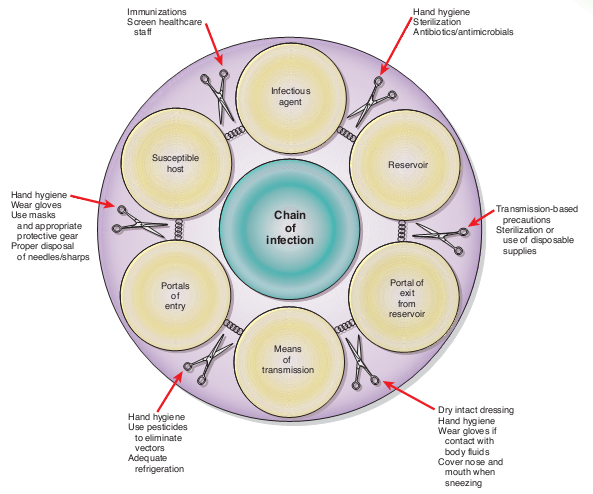 Immunizations
Screen healthcare
staff
Hand hygiene
Sterilization
Antibiotics/antimicrobials
Infectious
agent
Susceptible
host
Reservoir
Hand hygiene
Wear gloves
Use masks
and appropriate
protective gear
Proper disposal
of needles/sharps
Chain
of
infection
Transmission-based
precautions
Sterilization or
use of disposable
supplies
Portals
of
entry
Portal of
exit
from
reservoir
Means
of
transmission
Hand hygiene
Use pesticides
to eliminate
vectors
Adequate
refrigeration
Dry intact dressing
Hand hygiene
Wear gloves if
contact with
body fluids
Cover nose and
mouth when
sneezing